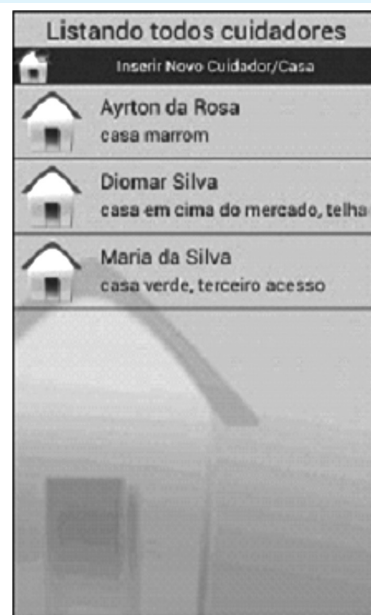 Listando todos cuidadores
Inserir Novo Cuidador/Casa
Ayrton da Rosa
casa marrom
Diomar Silva
casa em cima do mercado, telha
Maria da Silva
casa verde, terceiro acesso